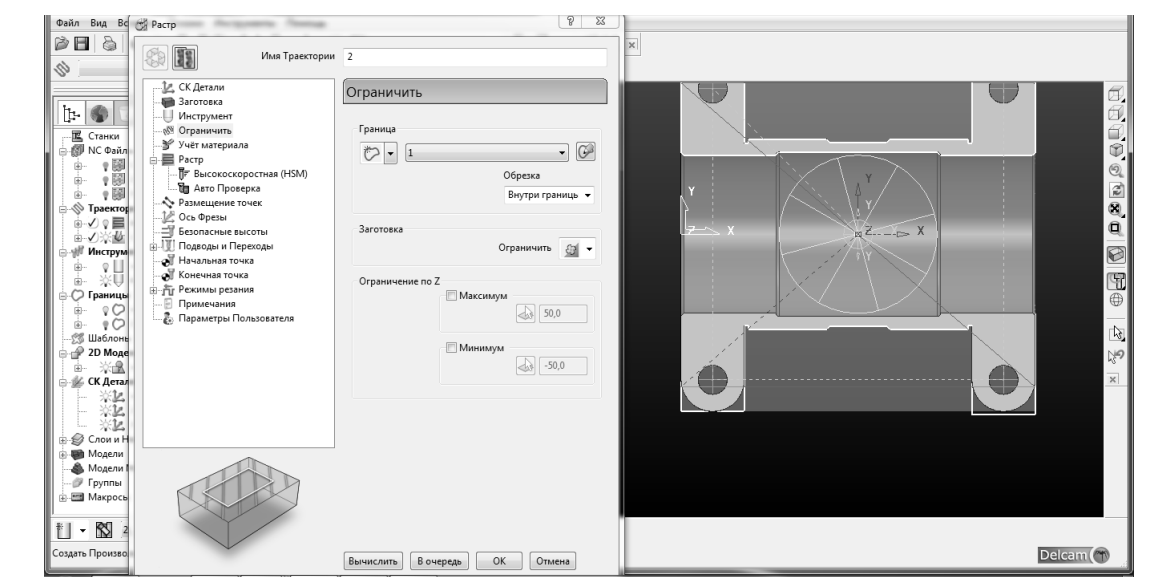 Файл Вид
Растр
Имя Траектории 2
СК Детали
Заготовка
Инструмент
Ограничить
Учёт материала
Растр
Высокоскоростная (HSM)
Авто Проверка
Размещение точек
Ось Фрезы
Безопасные высоты
Подводы и Переходы
Начальная точка
Конечная точка
Режимы резания
Примечания
Параметры Пользователя
Ограничить
Граница
1
Обрезка
Внутри границь
Заготовка
Ограничить
Ограничение по Z
Максимум
50,0
Минимум
-50,0
Вычислить В очередь OK Отмена
Станки
NC Файл
Траектор
Инструм
Границы
Шаблоны
2D Моде
СК Детал
Слои и Н
Модели
Модели
Группы
Макросы
2
Создать Произво
Y
Z X
Y
Y
Z X
Y
Delcam